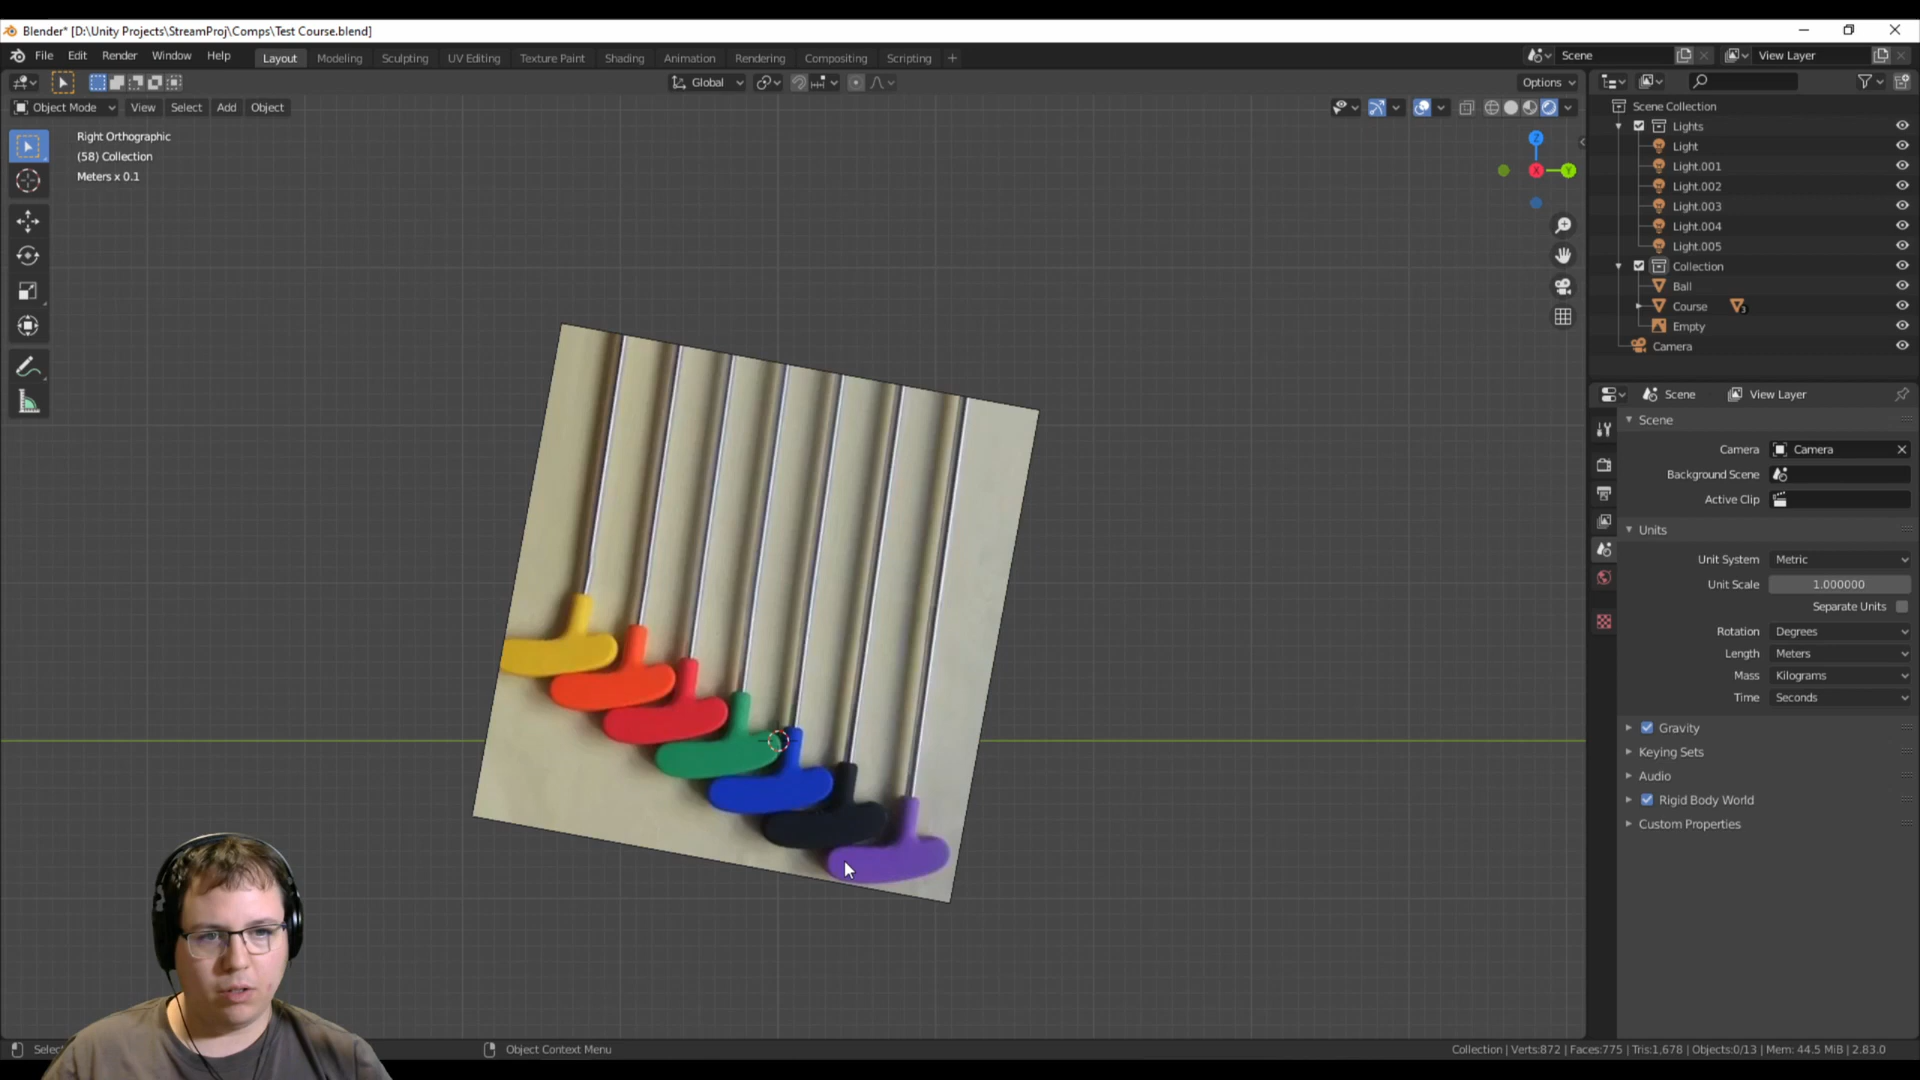 Blender* [D:\Unity Projects\StreamProj\Comps\Test Course.blend]
File Edit Render Window Help Layout Modeling Sculpting UV Editing Texture Paint Shading Animation Rendering Compositing Scripting + Scene View Layer
Global Options
Object Mode View Select Add Object
Right Orthographic
(58) Collection
Meters x 0.1
Z
X
Y
Scene Collection
Lights
Light
Light.001
Light.002
Light.003
Light.004
Light.005
Collection
Ball
Course 3
Empty
Camera
Scene View Layer
Scene
Camera Camera
Background Scene
Active Clip
Units
Unit System Metric
Unit Scale 1.000000
Separate Units
Rotation Degrees
Length Meters
Mass Kilograms
Time Seconds
Gravity
Keying Sets
Audio
Rigid Body World
Custom Properties
Selec Object Context Menu Collection | Verts:872 | Faces:775 | Tris:1,678 | Objects:0/13 | Mem: 44.5 MiB | 2.83.0